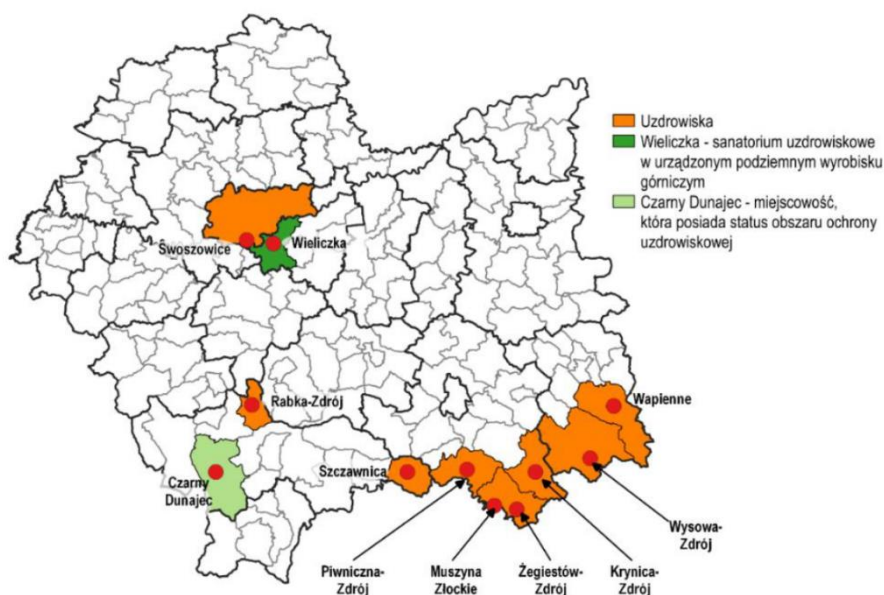 Uzdrowiska
Wieliczka - sanatorium uzdrowiskowe
w urządzonym podziemnym wyrobisku
górniczym
Czarny Dunajec - miejscowość,
która posiada status obszaru ochrony
uzdrowiskowej
Swoszowice
Wieliczka
Rabka-Zdrój
Wapienne
Szczawnica
Czarny
Dunajec
Wysowa-
Zdrój
Piwniczna-
Zdrój
Muszyna
Złockie
Żegiestów-
Zdrój
Krynica-
Zdrój